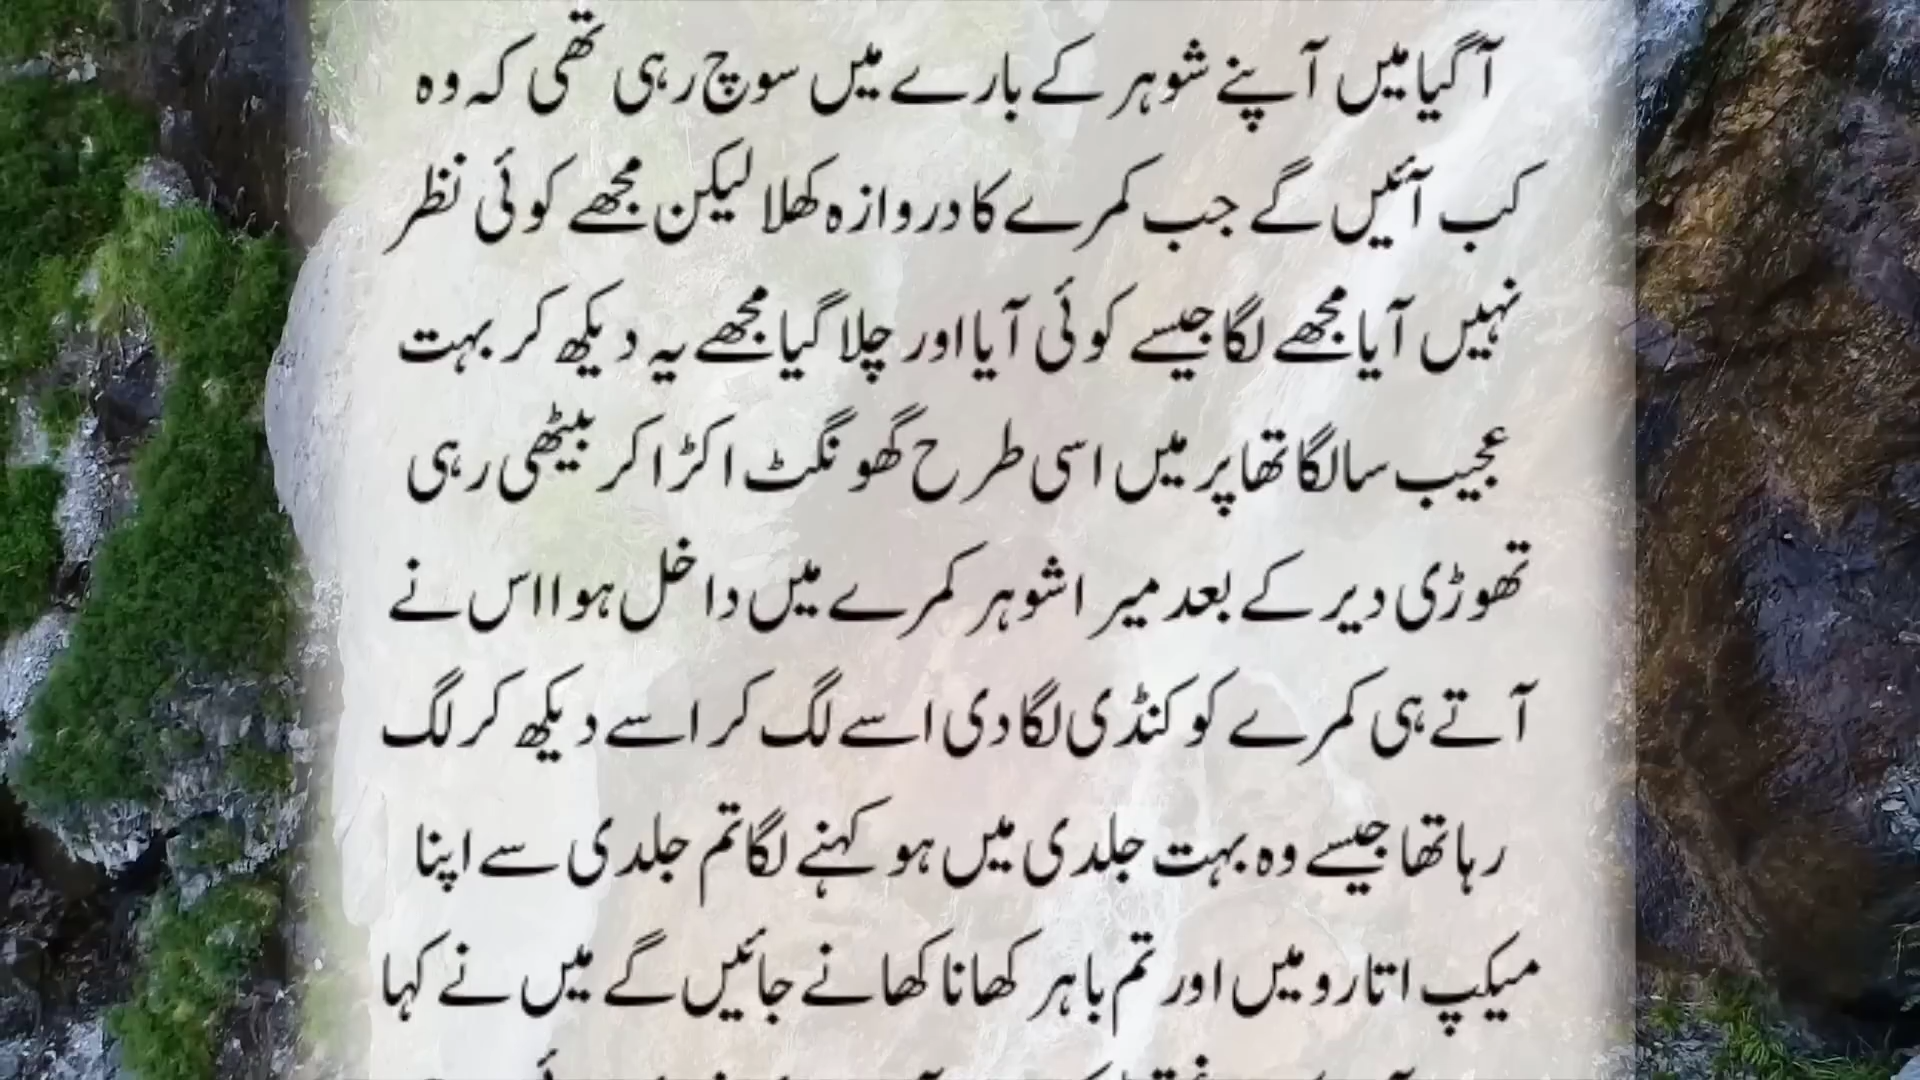 آگیا میں آپنے شوہر کے بارے میں سوچ رہی تھی کہ وہ
کب آئیں گے جب کمرے کا دروازہ کھلا لیکن مجھے کوئی نظر
نہیں آیا مجھے لگا جیسے کوئی آیا اور چلا گیا مجھے یہ دیکھ کر بہت
عجیب سا لگا تھا پر میں اسی طرح گھونگٹ اکڑا کر بیٹھی رہی
تھوڑی دیر کے بعد میرا شوہر کمرے میں داخل ہوا اس نے
آتے ہی کمرے کو کنڈی لگا دی اسے لگ کر اسے دیکھ کر لگ
رہا تھا جیسے وہ بہت جلدی میں ہو کہنے لگا تم جلدی سے اپنا
میکپ اتارو میں اور تم باہر کھانا کھانے جائیں گے میں نے کہا